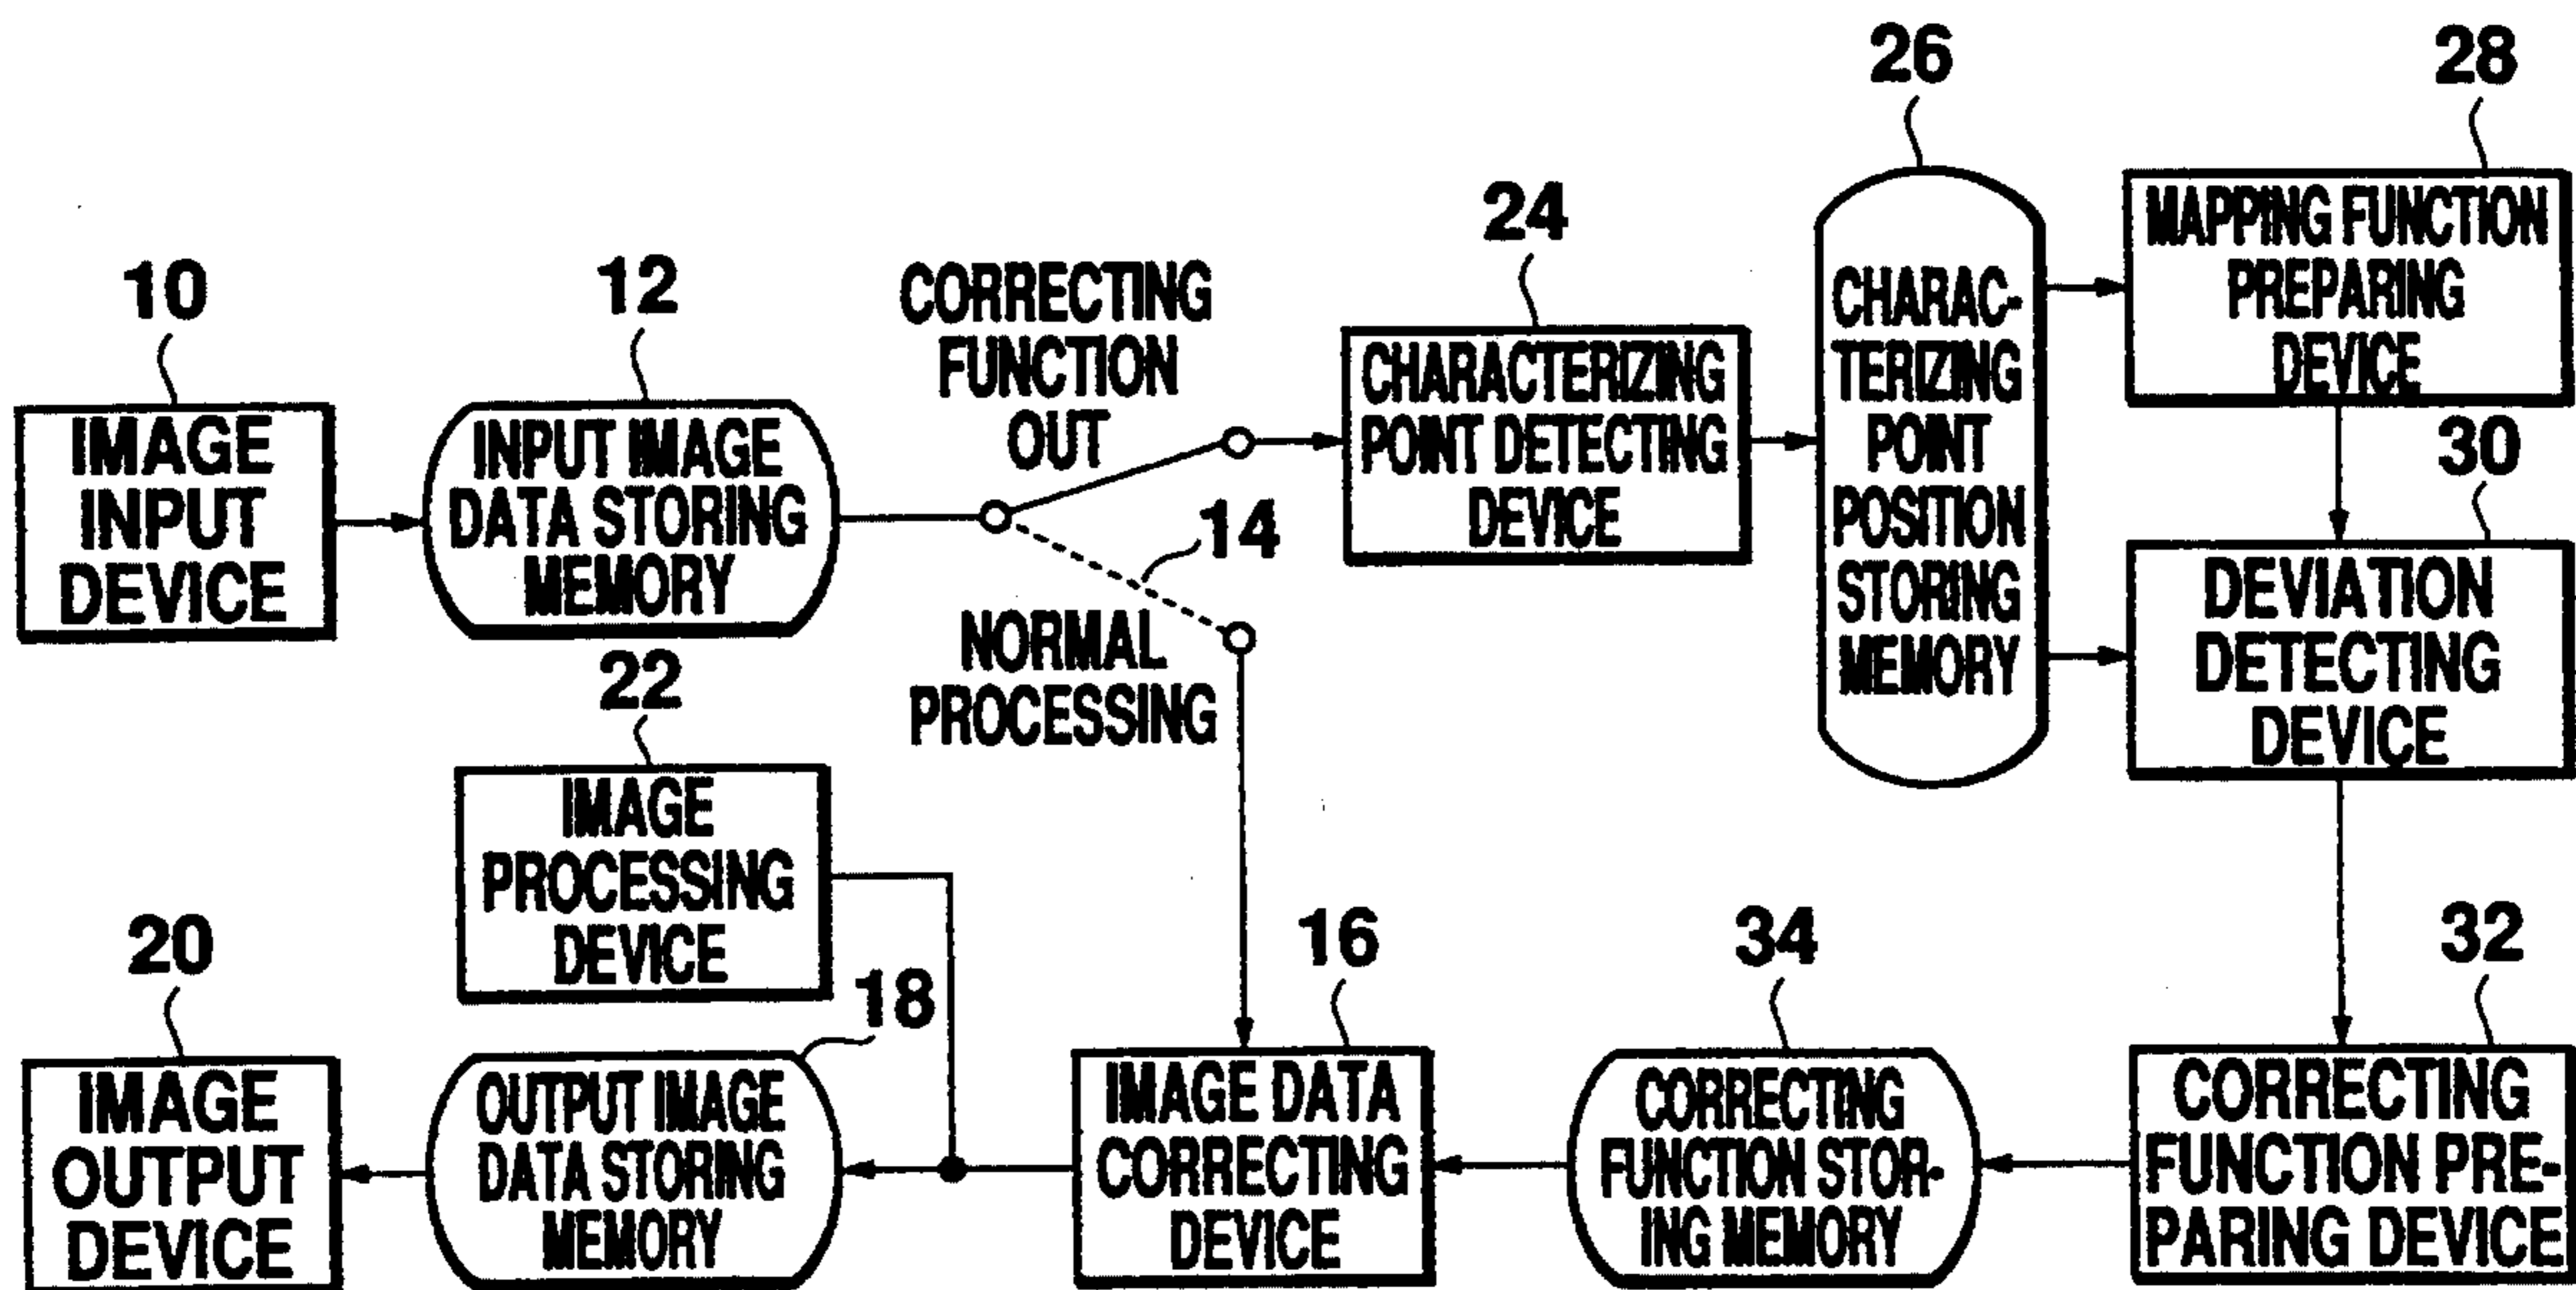 26
28
24
MAPPING FUNCTION
PREPARING
DEVICE
10
12
CORRECTING
FUNCTION
OUT
CHARAC-
TERIZING
POINT
POSITION
STORING
MEMORY
CHARACTERIZING
POINT DETECTING
DEVICE
IMAGE
INPUT
DEVICE
INPUT IMAGE
DATA STORING
MEMORY
30
14
DEVIATION
DETECTING
DEVICE
NORMAL
PROCESSING
22
IMAGE
PROCESSING
DEVICE
20
18
16
34
32
IMAGE
OUTPUT
DEVICE
OUTPUT IMAGE
DATA STORING
MEMORY
IMAGE DATA
CORRECTING
DEVICE
CORRECTING
FUNCTION STOR-
ING MEMORY
CORRECTING
FUNCTION PRE-
PARING DEVICE